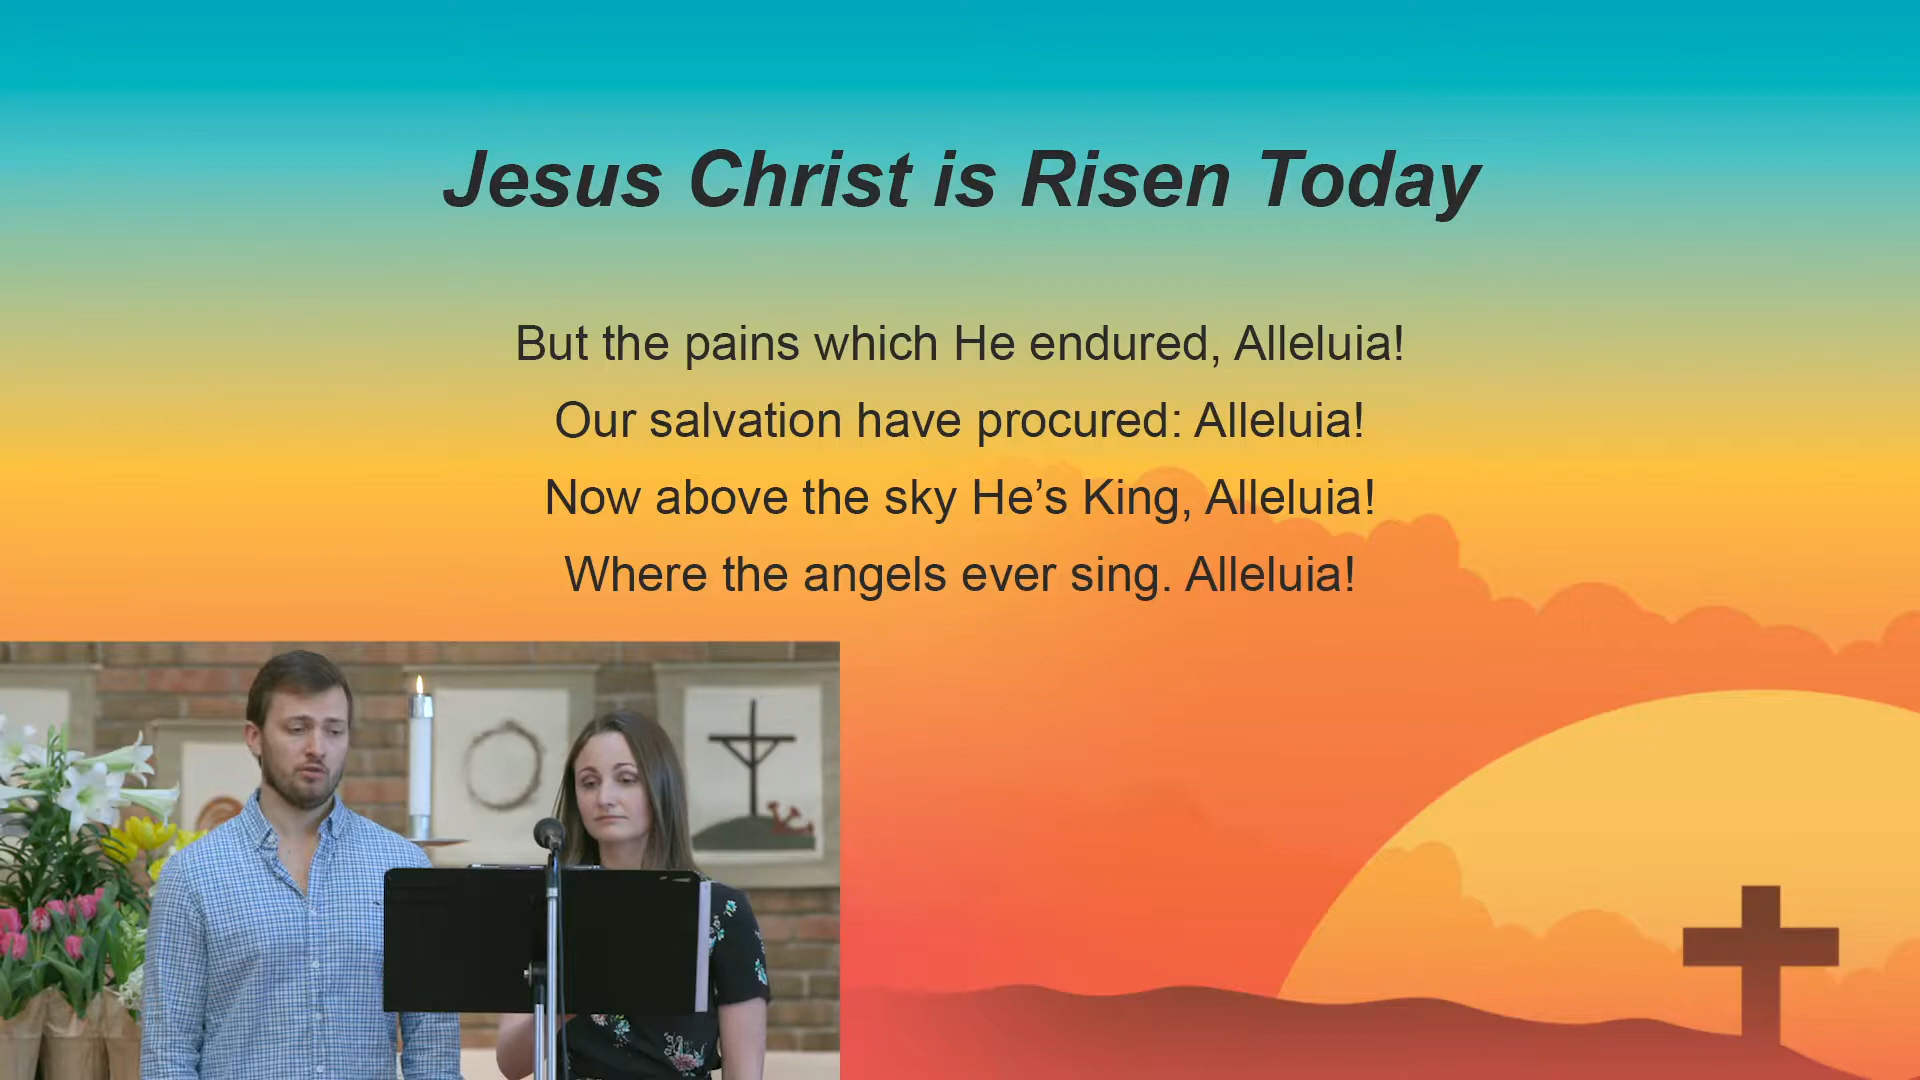 Jesus Christ is Risen Today
But the pains which He endured, Alleluia!
Our salvation have procured: Alleluia!
Now above the sky He’s King, Alleluia!
Where the angels ever sing. Alleluia!